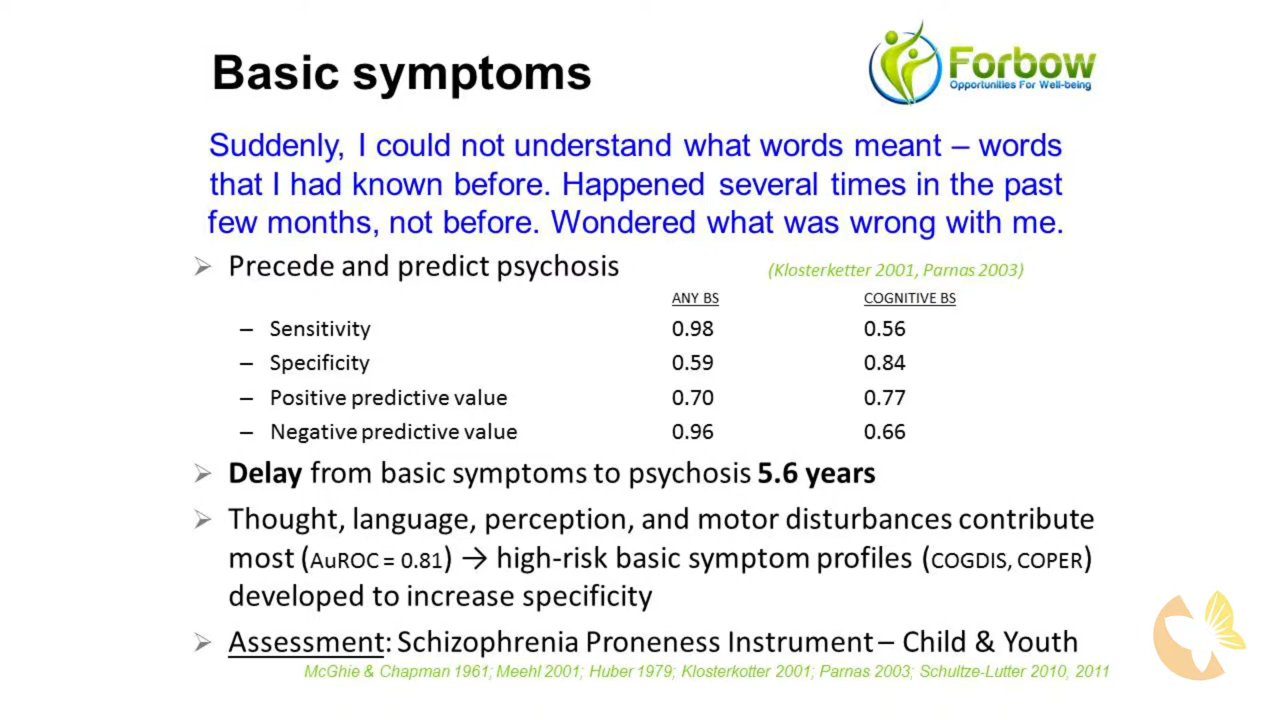 Basic symptoms
Forbow
Opportunities For Well-being
Suddenly, I could not understand what words meant – words
that I had known before. Happened several times in the past
few months, not before. Wondered what was wrong with me.
➢ Precede and predict psychosis (Klosterketter 2001, Parnas 2003)
ANY BS COGNITIVE BS
– Sensitivity 0.98 0.56
– Specificity 0.59 0.84
– Positive predictive value 0.70 0.77
– Negative predictive value 0.96 0.66
➢ Delay from basic symptoms to psychosis 5.6 years
➢ Thought, language, perception, and motor disturbances contribute
most (AuROC = 0.81) → high-risk basic symptom profiles (COGDIS, COPER)
developed to increase specificity
➢ Assessment: Schizophrenia Proneness Instrument – Child & Youth
McGhie & Chapman 1961; Meehl 2001; Huber 1979; Klosterkotter 2001; Parnas 2003; Schultze-Lutter 2010, 2011